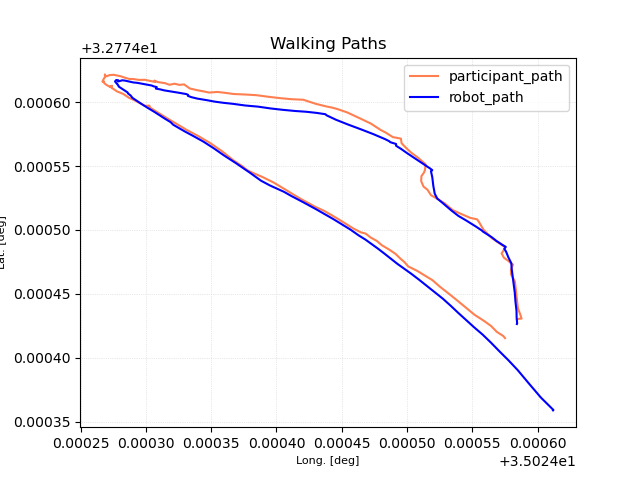 Walking Paths
+3.2774e1
participant_path
robot_path
0.00060
0.00055
0.00050
0.00045
0.00040
0.00035
Lat. [deg]
0.00025 0.00030 0.00035 0.00040 0.00045 0.00050 0.00055 0.00060
Long. [deg]
+3.5024e1